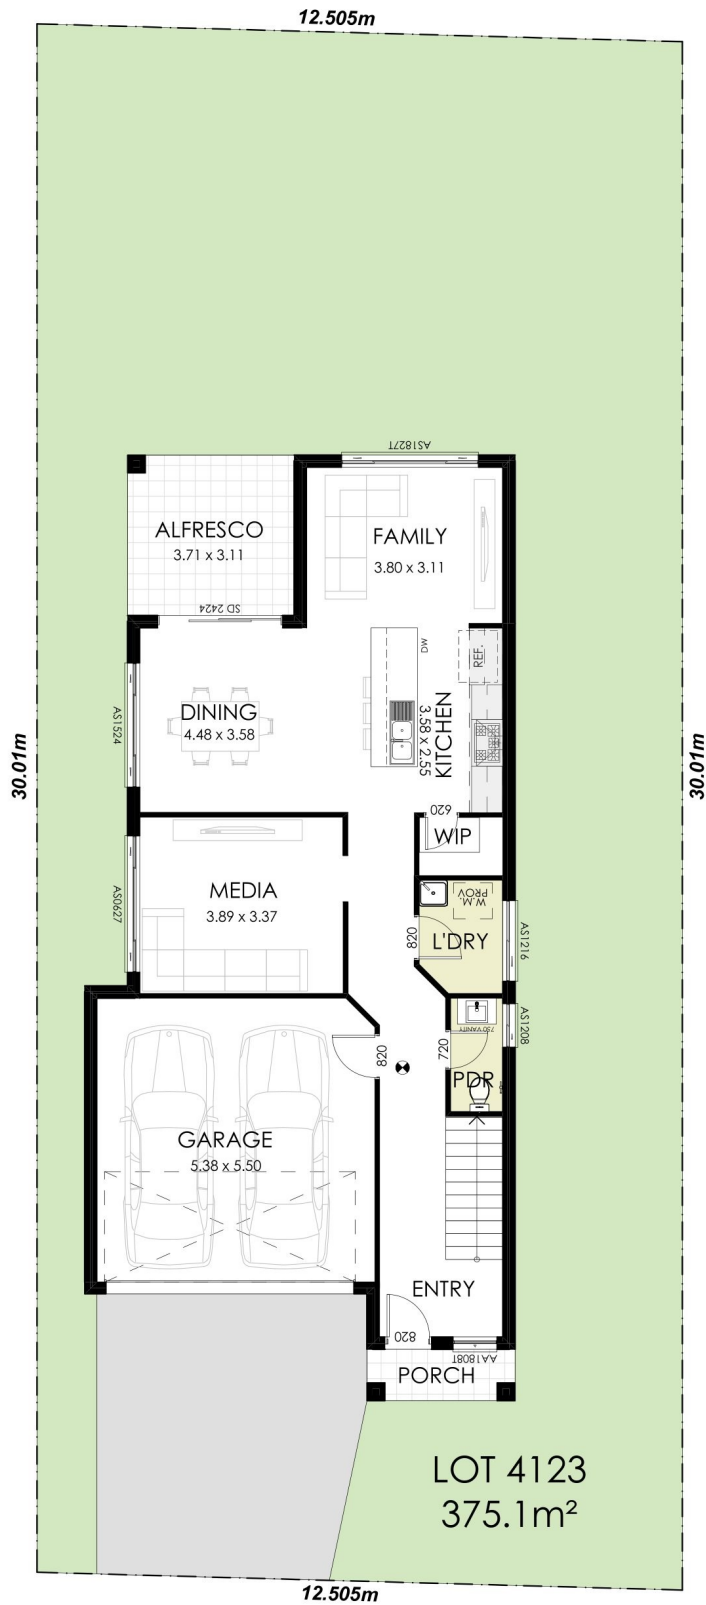 12.505m
AS1827T
ALFRESCO
3.71 x 3.11
FAMILY
3.80 x 3.11
SD 2424
DW
REF.
30.01m
AS1524
DINING
4.48 x 3.58
KITCHEN
3.58 x 2.55
30.01m
620
WIP
AS0627
MEDIA
3.89 x 3.37
W.M.
PROV
820
L'DRY
AS1216
AS1208
750 VANITY
820
720
PDR
GARAGE
5.38 x 5.50
ENTRY
820
AA1808T
PORCH
LOT 4123
375.1m²
12.505m